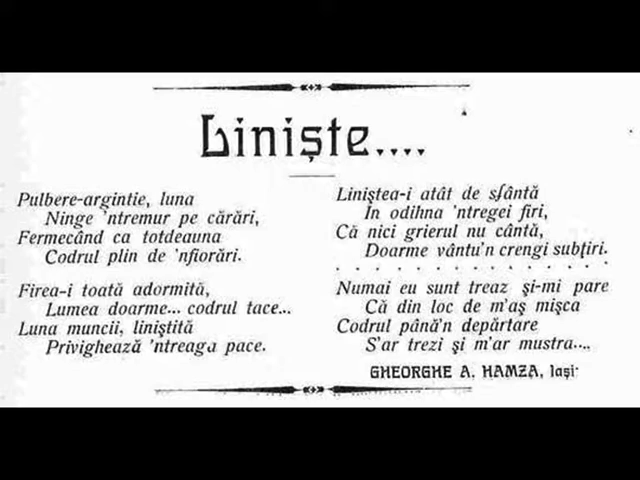 Liniște....
Pulbere-argintie, luna
Ninge 'ntremur pe cărări,
Fermecând ca totdeauna
Codrul plin de 'nfiorări.
Firea-i toată adormită,
Lumea doarme... codrul tace...
Luna muncii, liniștită
Privighează 'ntreaga pace.
Liniștea-i atât de sfântă
In odihna 'ntregei firi,
Că nici grierul nu cântă,
Doarme vântu'n crengi subțiri.
. . . . . . . . . . . . . . . .
Numai eu sunt treaz și-mi pare
Că din loc de m'aș mișca
Codrul până'n depărtare
S'ar trezi și m'ar mustra....
GHEORGHE A. HAMZA, Iași